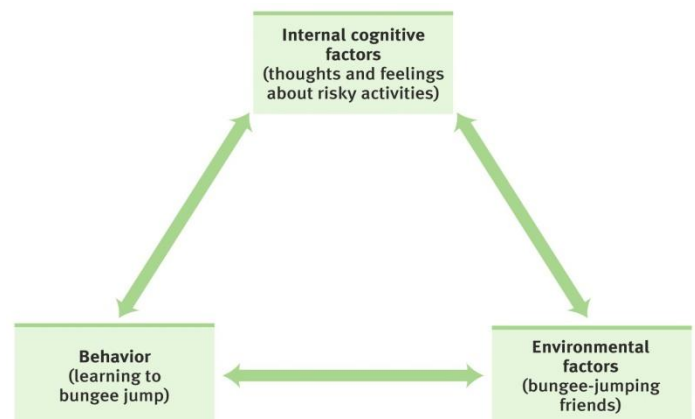 Internal cognitive
factors
(thoughts and feelings
about risky activities)
Behavior
(learning to
bungee jump)
Environmental
factors
(bungee-jumping
friends)